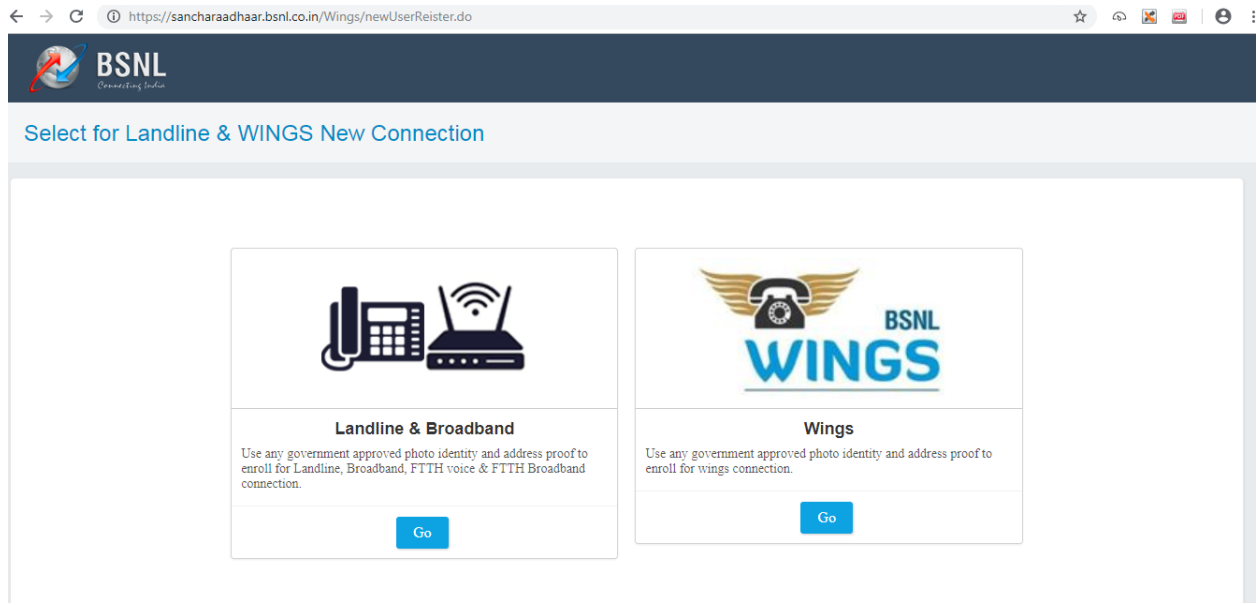 https://sancharaadhaar.bsnl.co.in/Wings/newUserReister.do
BSNL
Connecting India
Select for Landline & WINGS New Connection
Landline & Broadband
Use any government approved photo identity and address proof to
enroll for Landline, Broadband, FTTH voice & FTTH Broadband
connection.
Go
BSNL
WINGS
Wings
Use any government approved photo identity and address proof to
enroll for wings connection.
Go